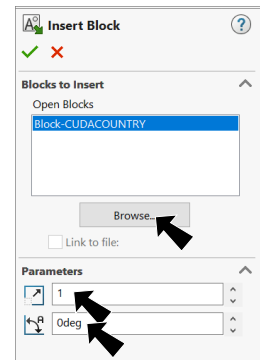 A
Insert Block
?
Blocks to Insert
Open Blocks
Block-CUDACOUNTRY
Browse...
Link to file:
Parameters
1
A
0deg